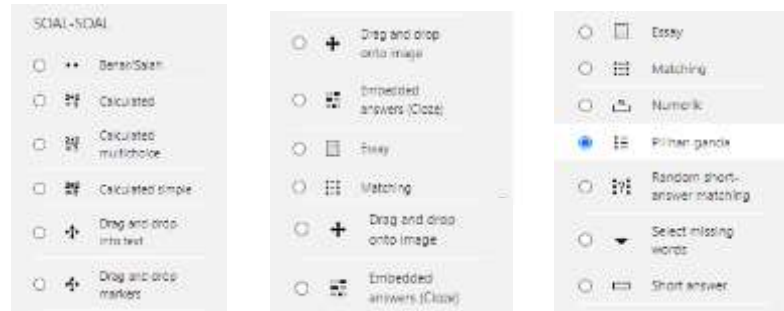 SOAL-SOAL
Benar/Salah
Calculated
Calculated
multichoice
Calculated simple
Drag and drop
into text
Drag and drop
markers
Drag and drop
onto image
Embedded
answers (Cloze)
Essay
Matching
Drag and drop
onto image
Embedded
answers (Cloze)
Essay
Matching
Numerik
Pilihan ganda
Random short-
answer matching
Select missing
words
Short answer